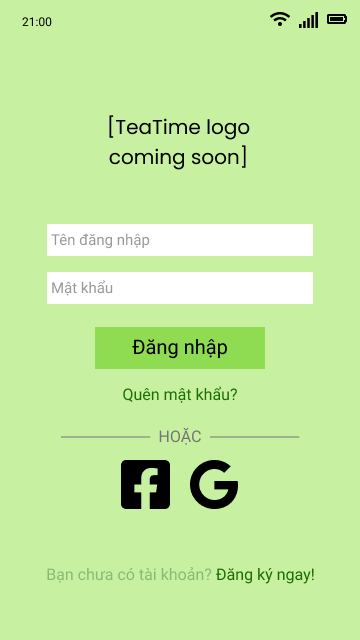 21:00
[TeaTime logo
coming soon]
Tên đăng nhập
Mật khẩu
Đăng nhập
Quên mật khẩu?
HOẶC
Bạn chưa có tài khoản? Đăng ký ngay!